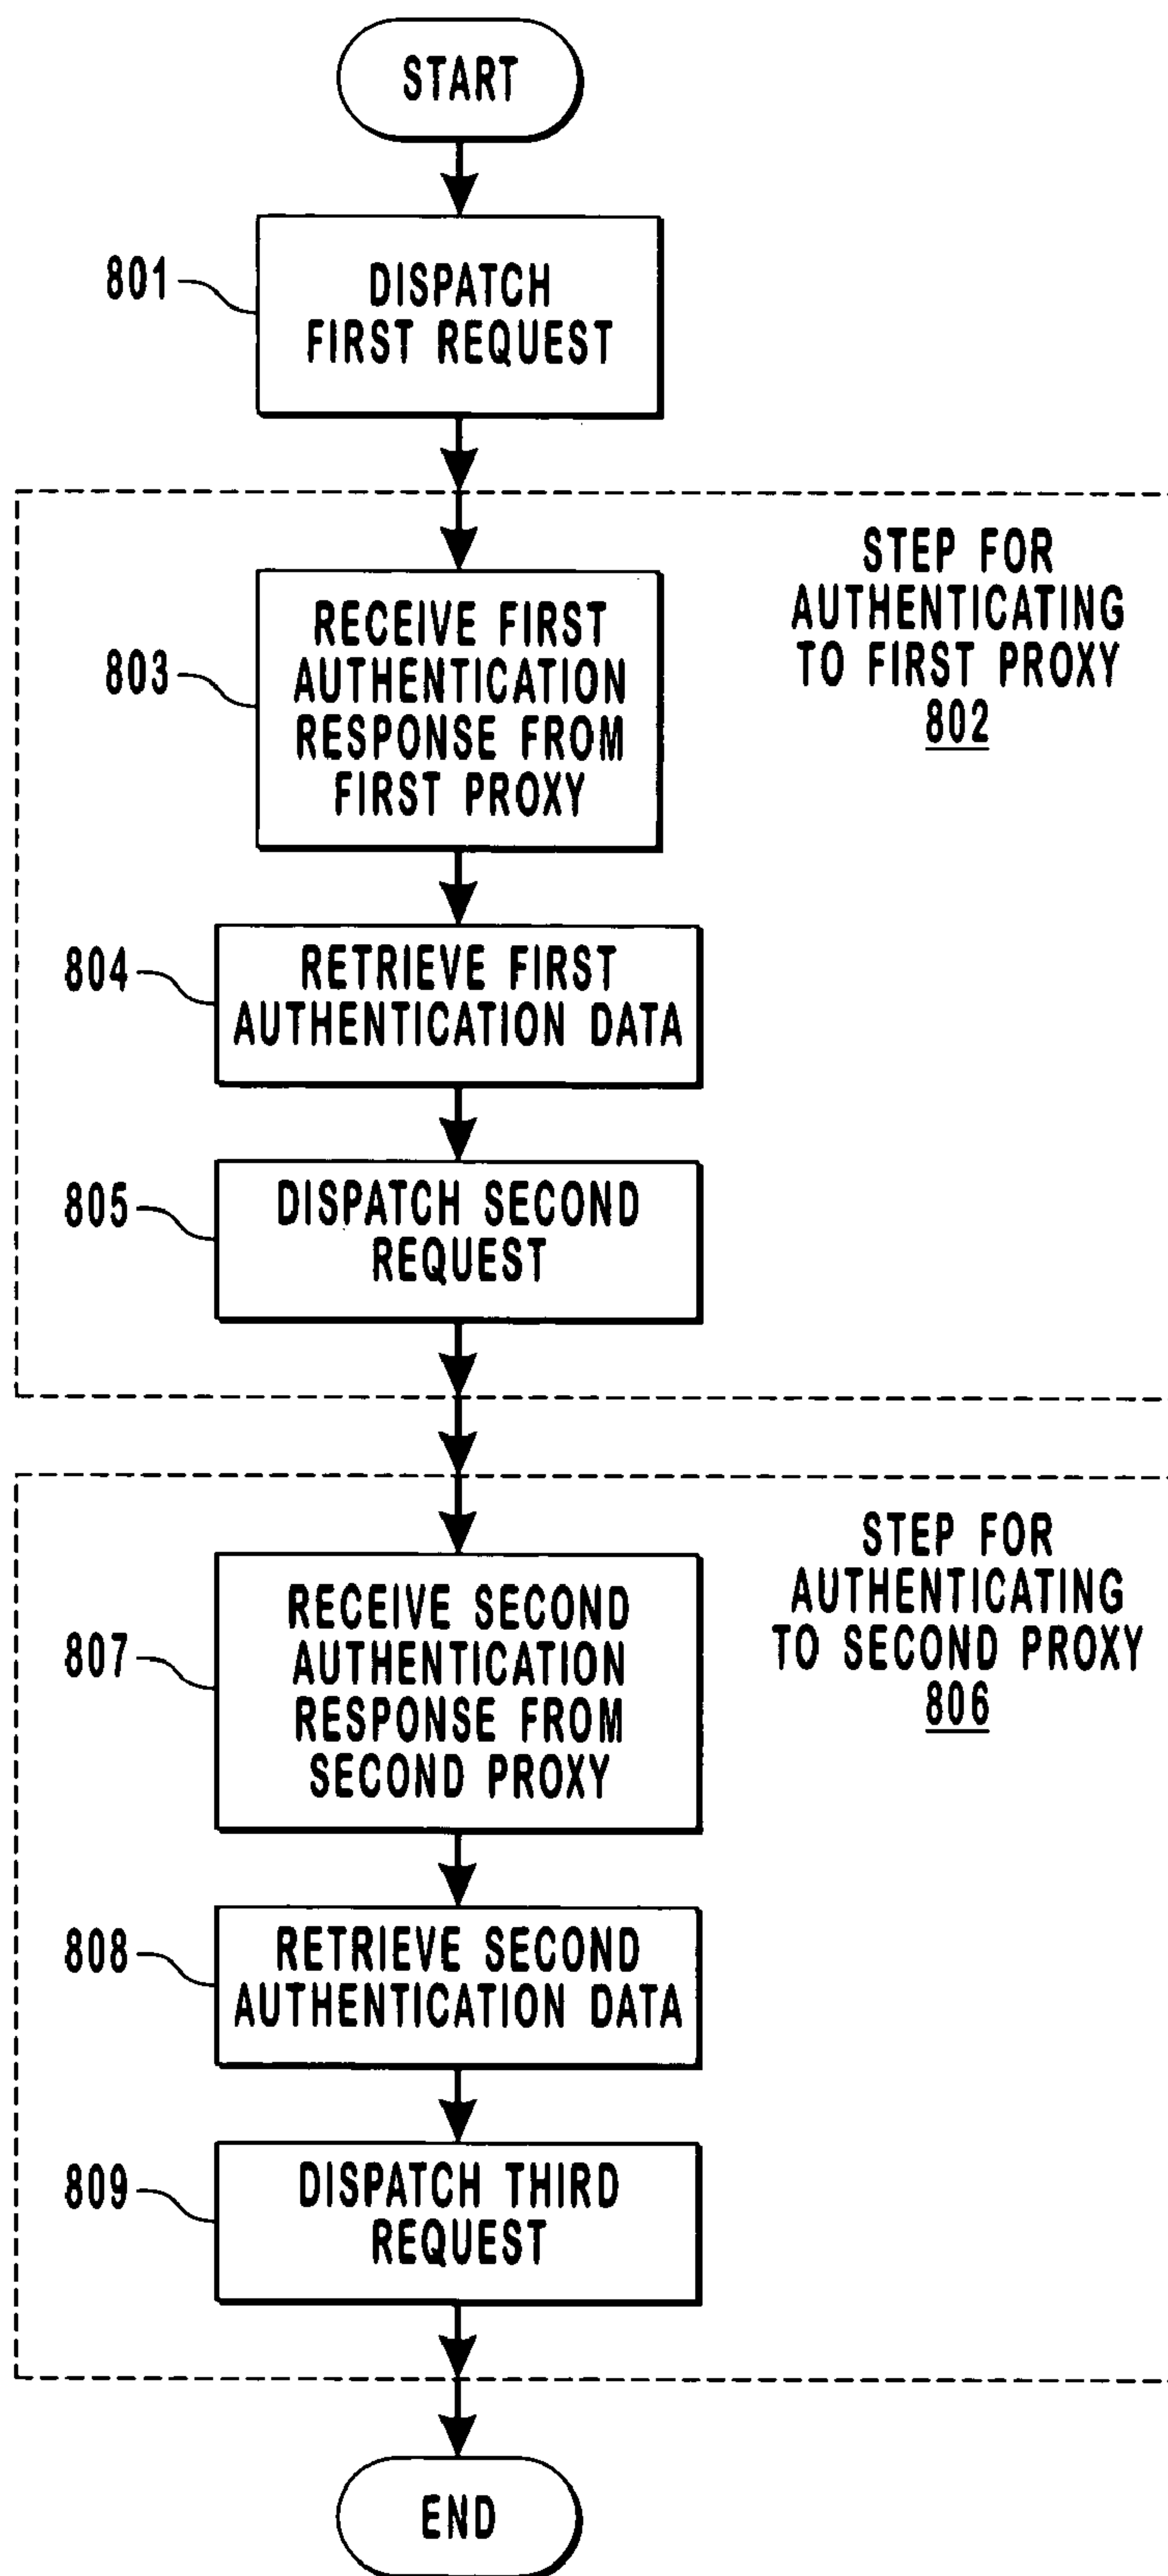 START
801
DISPATCH
FIRST REQUEST
STEP FOR
AUTHENTICATING
TO FIRST PROXY
802
803
RECEIVE FIRST
AUTHENTICATION
RESPONSE FROM
FIRST PROXY
804
RETRIEVE FIRST
AUTHENTICATION DATA
805
DISPATCH SECOND
REQUEST
STEP FOR
AUTHENTICATING
TO SECOND PROXY
806
807
RECEIVE SECOND
AUTHENTICATION
RESPONSE FROM
SECOND PROXY
808
RETRIEVE SECOND
AUTHENTICATION DATA
809
DISPATCH THIRD
REQUEST
END